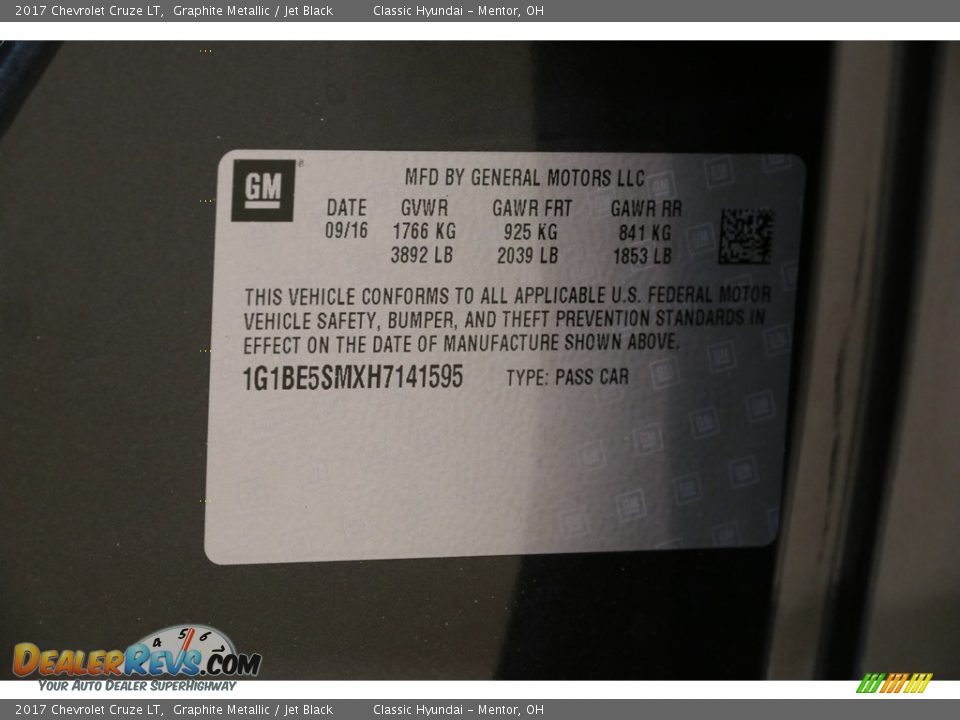 2017 Chevrolet Cruze LT, Graphite Metallic / Jet Black Classic Hyundai - Mentor, OH
GM
MFD BY GENERAL MOTORS LLC
DATE GVWR GAWR FRT GAWR RR
09/16 1766 KG 925 KG 841 KG
3892 LB 2039 LB 1853 LB
THIS VEHICLE CONFORMS TO ALL APPLICABLE U.S. FEDERAL MOTOR
VEHICLE SAFETY, BUMPER, AND THEFT PREVENTION STANDARDS IN
EFFECT ON THE DATE OF MANUFACTURE SHOWN ABOVE.
1G1BE5SMXH7141595 TYPE: PASS CAR
4 5 6
DEALERREVS.COM
YOUR AUTO DEALER SUPERHIGHWAY
2017 Chevrolet Cruze LT, Graphite Metallic / Jet Black Classic Hyundai - Mentor, OH